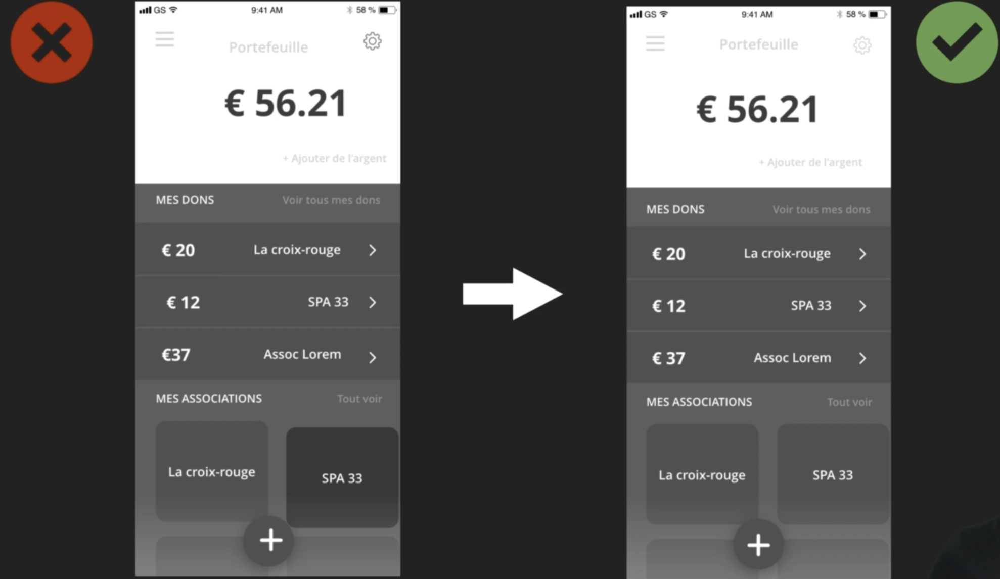 GS 9:41 AM 58 %
Portefeuille
€ 56.21
+ Ajouter de l'argent
MES DONS Voir tous mes dons
€ 20 La croix-rouge
€ 12 SPA 33
€37 Assoc Lorem
MES ASSOCIATIONS Tout voir
La croix-rouge
SPA 33
+
GS 9:41 AM 58 %
Portefeuille
€ 56.21
+ Ajouter de l'argent
MES DONS Voir tous mes dons
€ 20 La croix-rouge
€ 12 SPA 33
€ 37 Assoc Lorem
MES ASSOCIATIONS Tout voir
La croix-rouge SPA 33
+